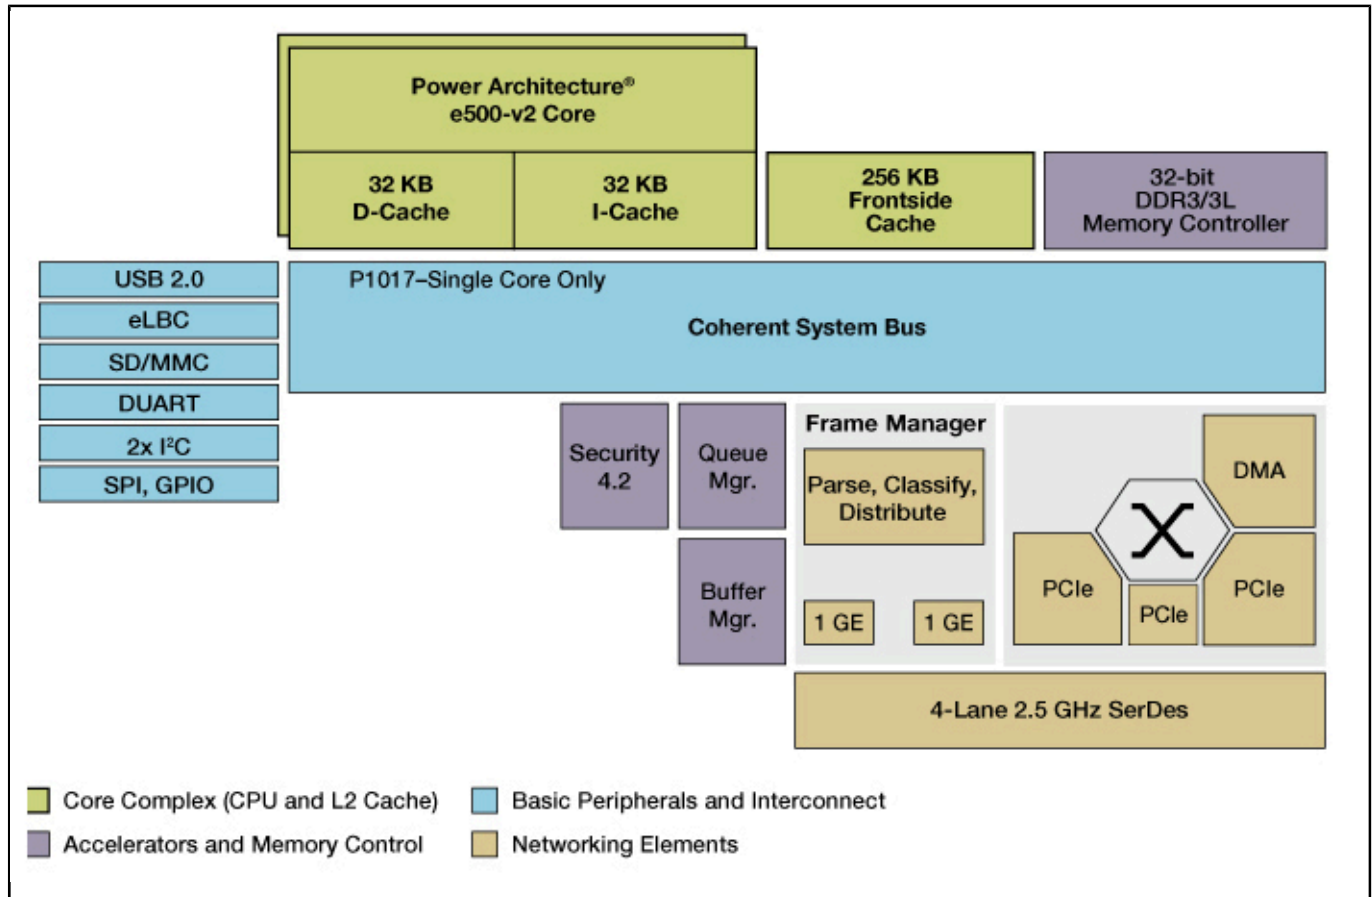 Power Architecture®
e500-v2 Core
32 KB
D-Cache
32 KB
I-Cache
256 KB
Frontside
Cache
32-bit
DDR3/3L
Memory Controller
USB 2.0
eLBC
SD/MMC
DUART
2x I²C
SPI, GPIO
P1017–Single Core Only
Coherent System Bus
Security
4.2
Queue
Mgr.
Buffer
Mgr.
Frame Manager
Parse, Classify,
Distribute
1 GE
1 GE
DMA
PCIe
PCIe
PCIe
4-Lane 2.5 GHz SerDes
Core Complex (CPU and L2 Cache)
Basic Peripherals and Interconnect
Accelerators and Memory Control
Networking Elements